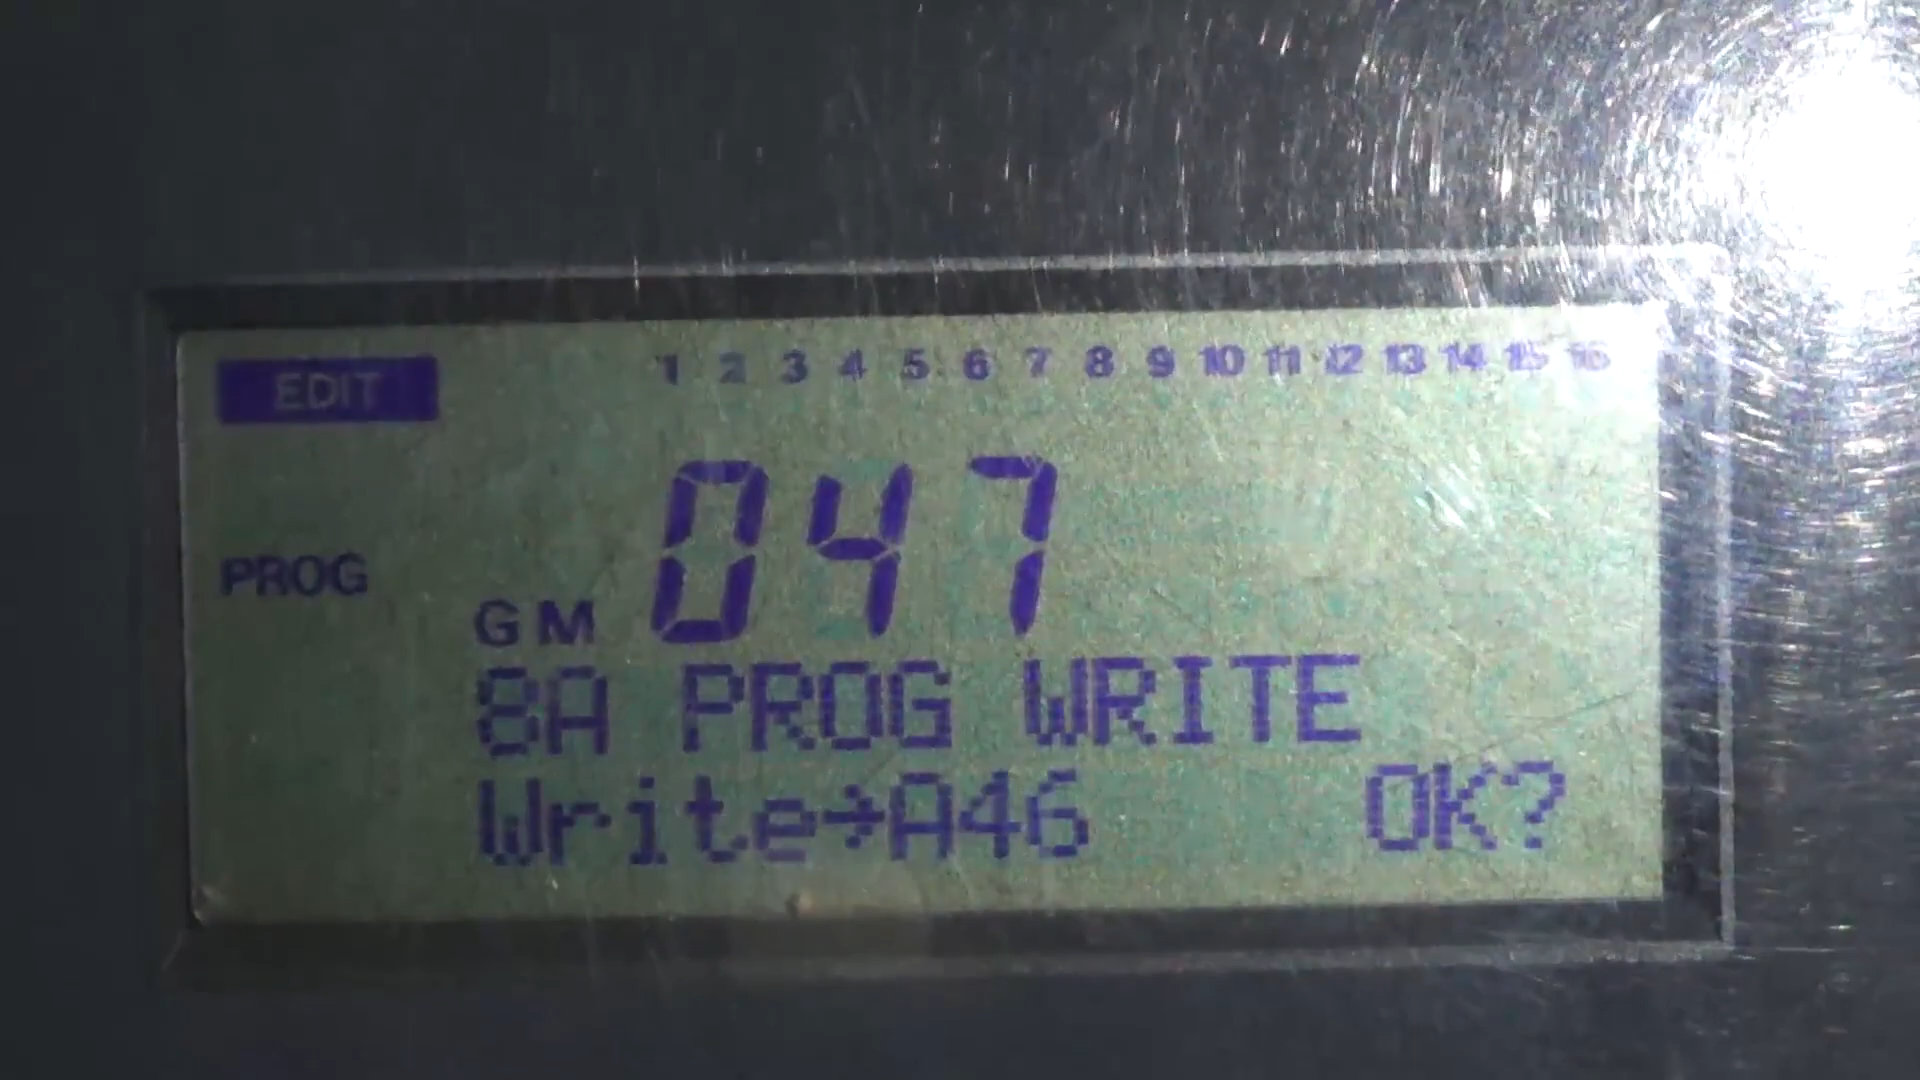 EDIT 1 2 3 4 5 6 7 8 9 10 11 12 13 14 15 16
PROG GM 047
8A PROG WRITE
Write→A46 OK?